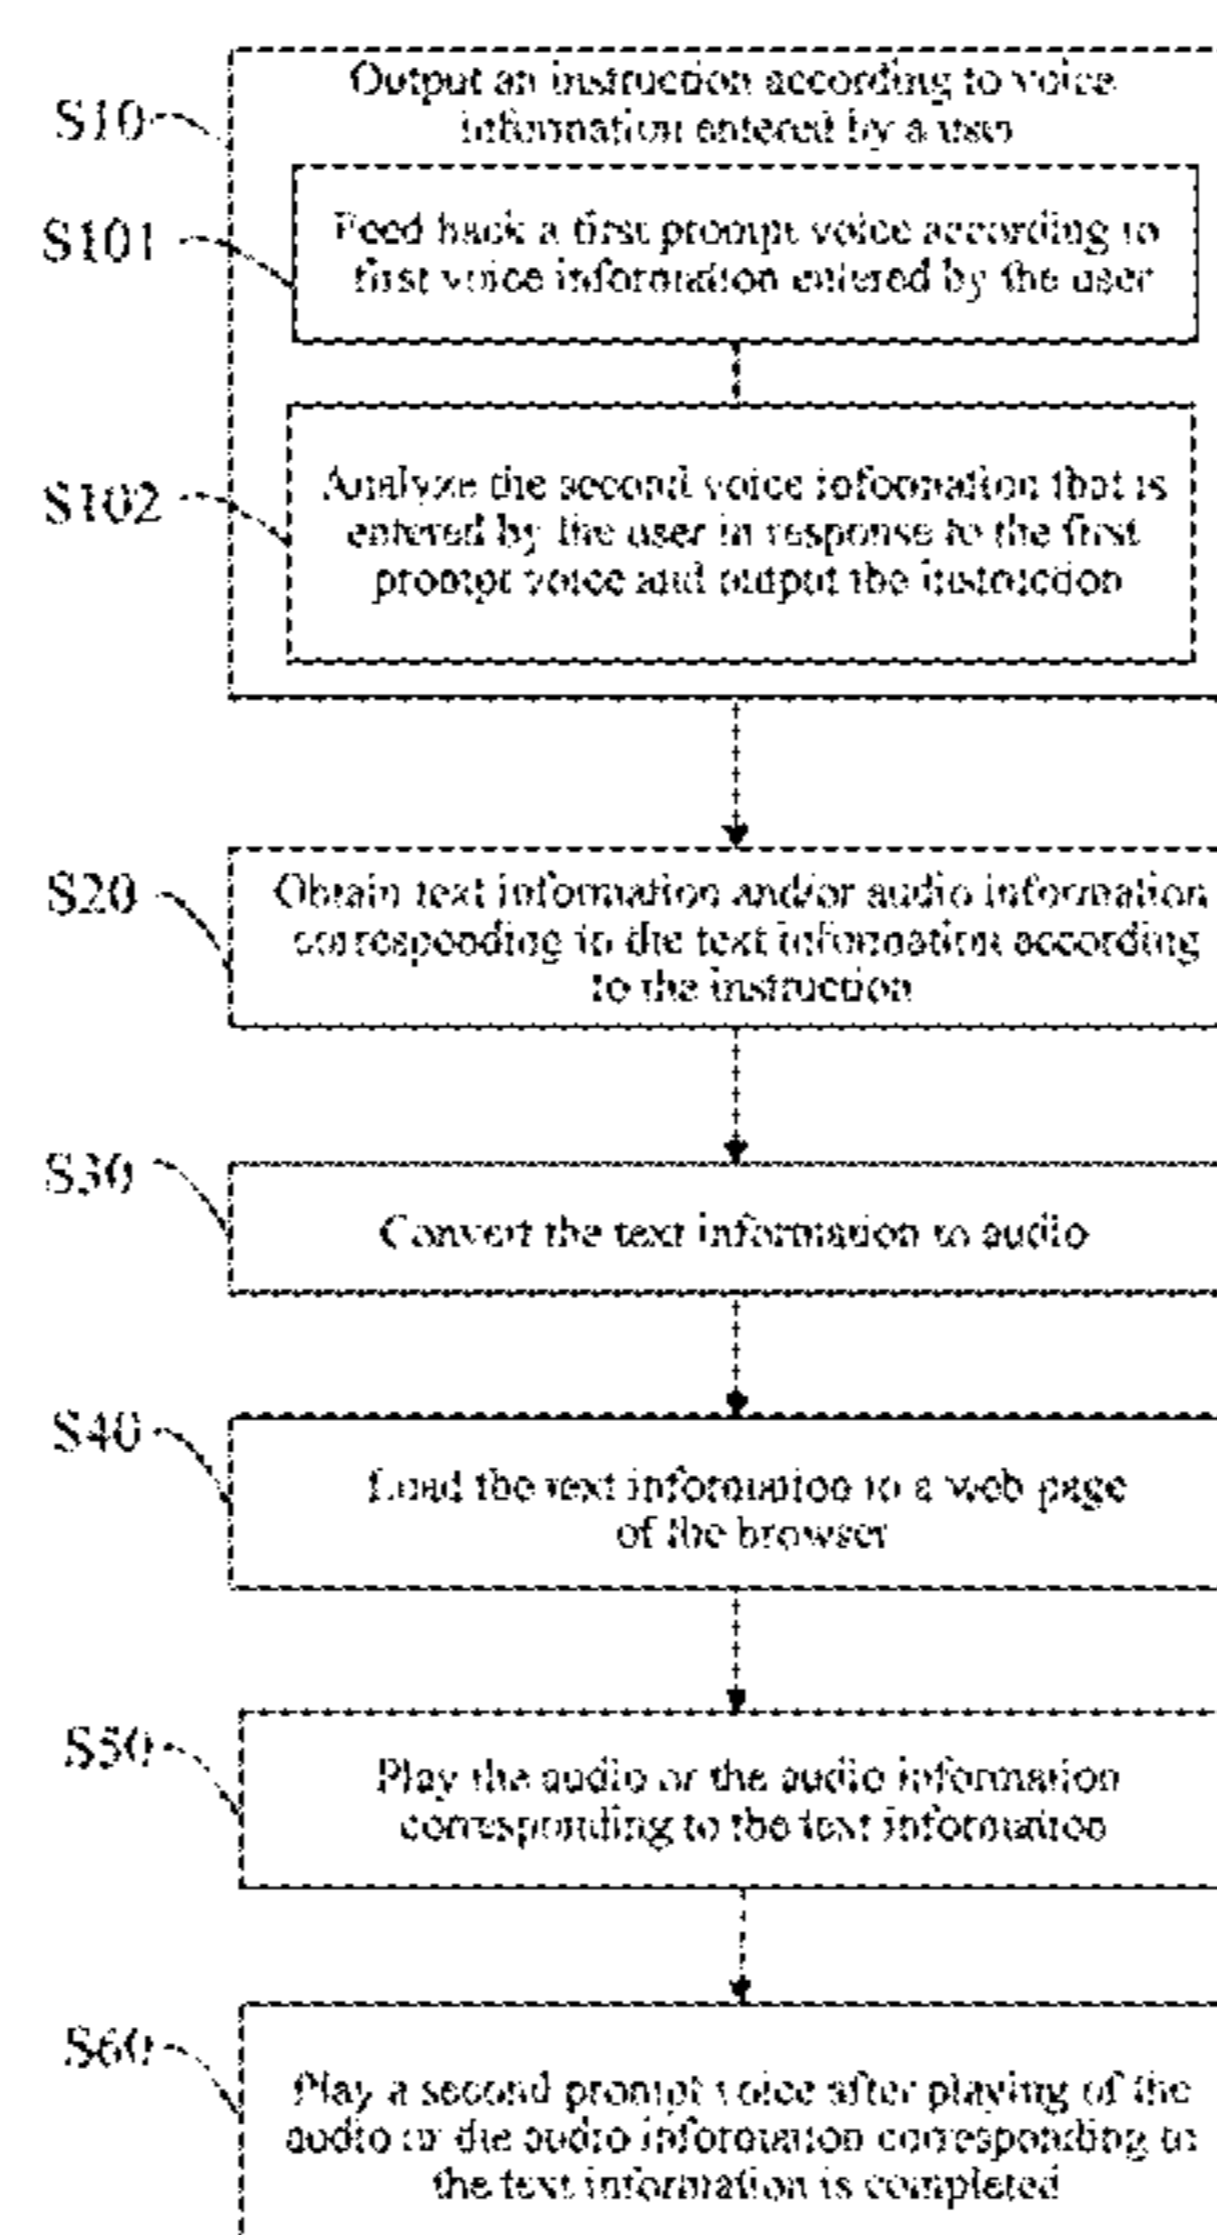 S10
Output an instruction according to voice
information entered by a user
S101
Feed back a first prompt voice according to
first voice information entered by the user
S102
Analyze the second voice information that is
entered by the user in response to the first
prompt voice and output the instruction
S20
Obtain text information and/or audio information
corresponding to the text information according
to the instruction
S30
Convert the text information to audio
S40
Load the text information to a web page
of the browser
S50
Play the audio or the audio information
corresponding to the text information
S60
Play a second prompt voice after playing of the
audio or the audio information corresponding to
the text information is completed